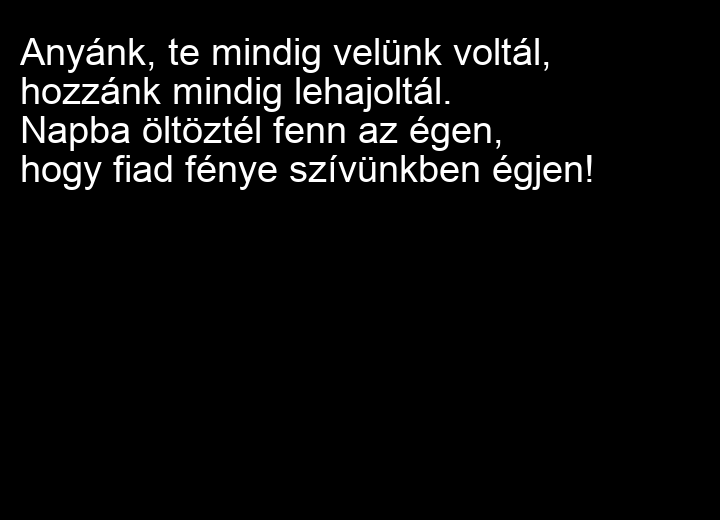 Anyánk, te mindig velünk voltál,
hozzánk mindig lehajoltál.
Napba öltöztél fenn az égen,
hogy fiad fénye szívünkben égjen!